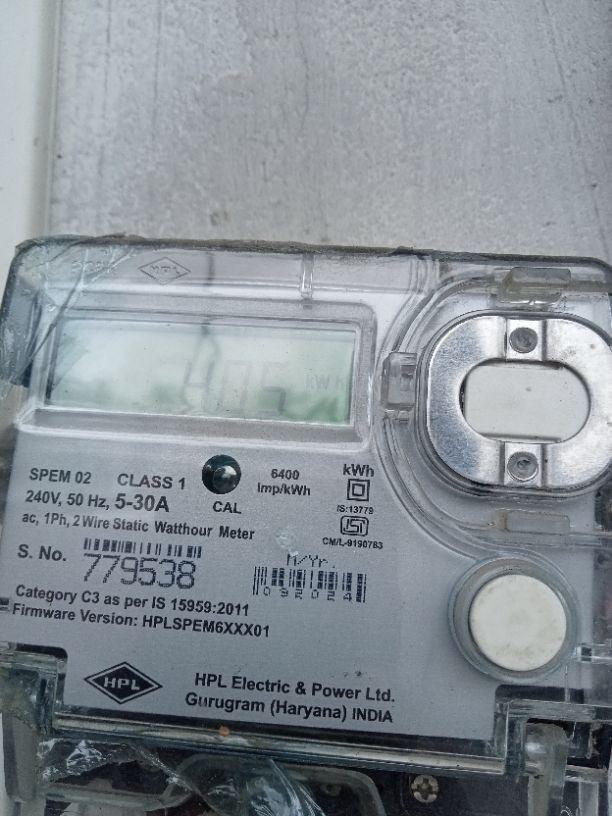 HPL
kWh
SPEM 02 CLASS 1
240V, 50 Hz, 5-30A
ac, 1Ph, 2 Wire Static Watthour Meter
CAL
6400
Imp/kWh
kWh
IS:13779
ISI
CM/L-9190783
S. No. 779538
M/Yr.
092024
Category C3 as per IS 15959:2011
Firmware Version: HPLSPEM6XXX01
HPL
HPL Electric & Power Ltd.
Gurugram (Haryana) INDIA